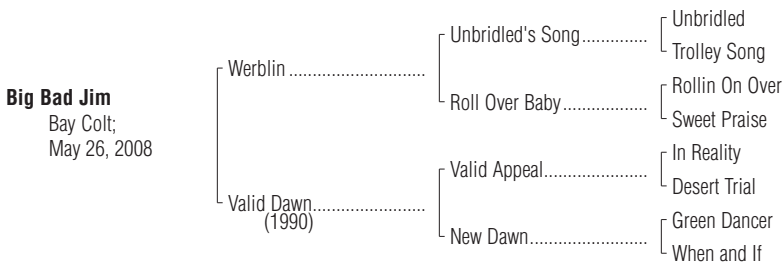 Big Bad Jim
Bay Colt;
May 26, 2008
Werblin
Valid Dawn
(1990)
Unbridled's Song
Roll Over Baby
Valid Appeal
New Dawn
Unbridled
Trolley Song
Rollin On Over
Sweet Praise
In Reality
Desert Trial
Green Dancer
When and If